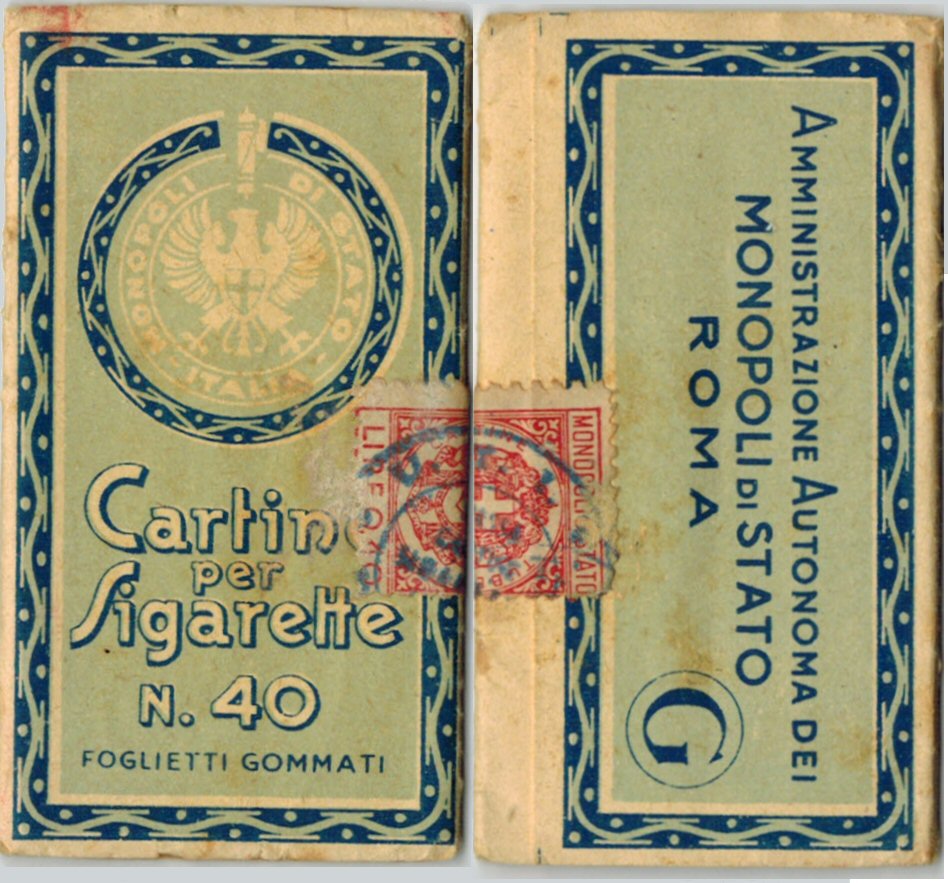 MONOPOLI DI STATO
- ITALIA -
Cartine
per
Sigarette
N. 40
FOGLIETTI GOMMATI
MONOPOLI STATO
AMMINISTRAZIONE AUTONOMA DEI
MONOPOLI DI STATO
ROMA
G